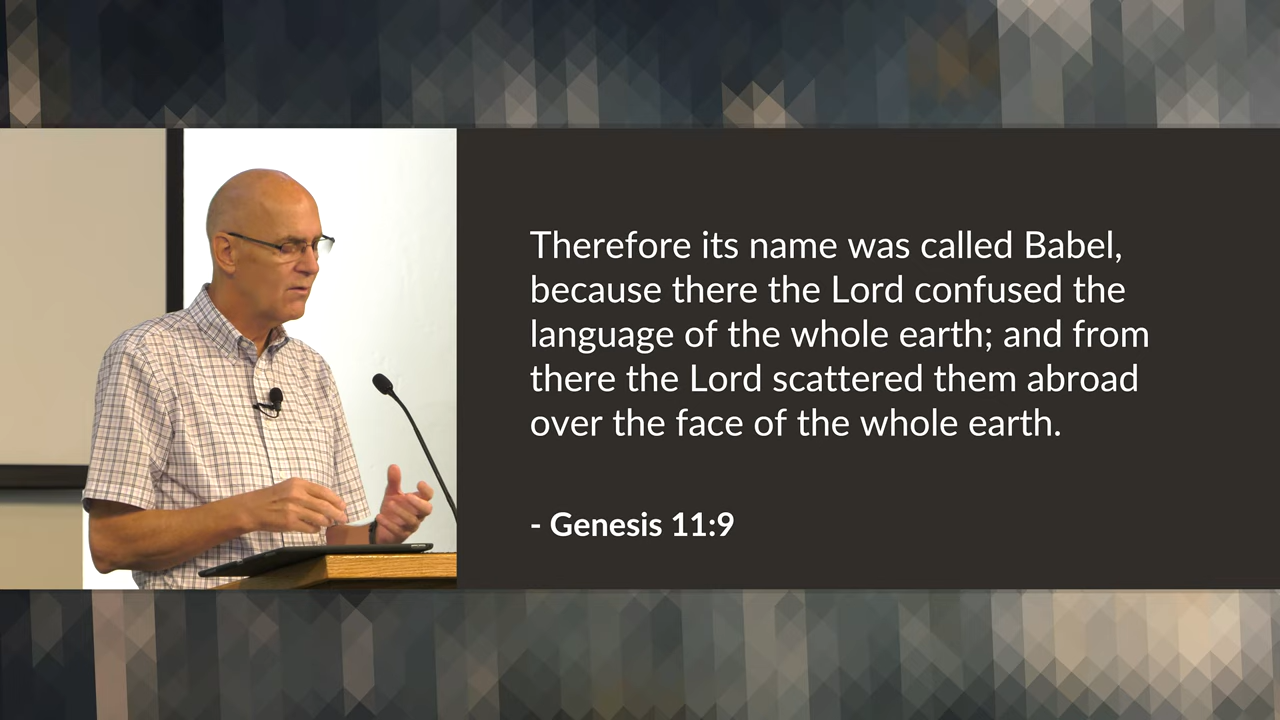 Therefore its name was called Babel,
because there the Lord confused the
language of the whole earth; and from
there the Lord scattered them abroad
over the face of the whole earth.
- Genesis 11:9